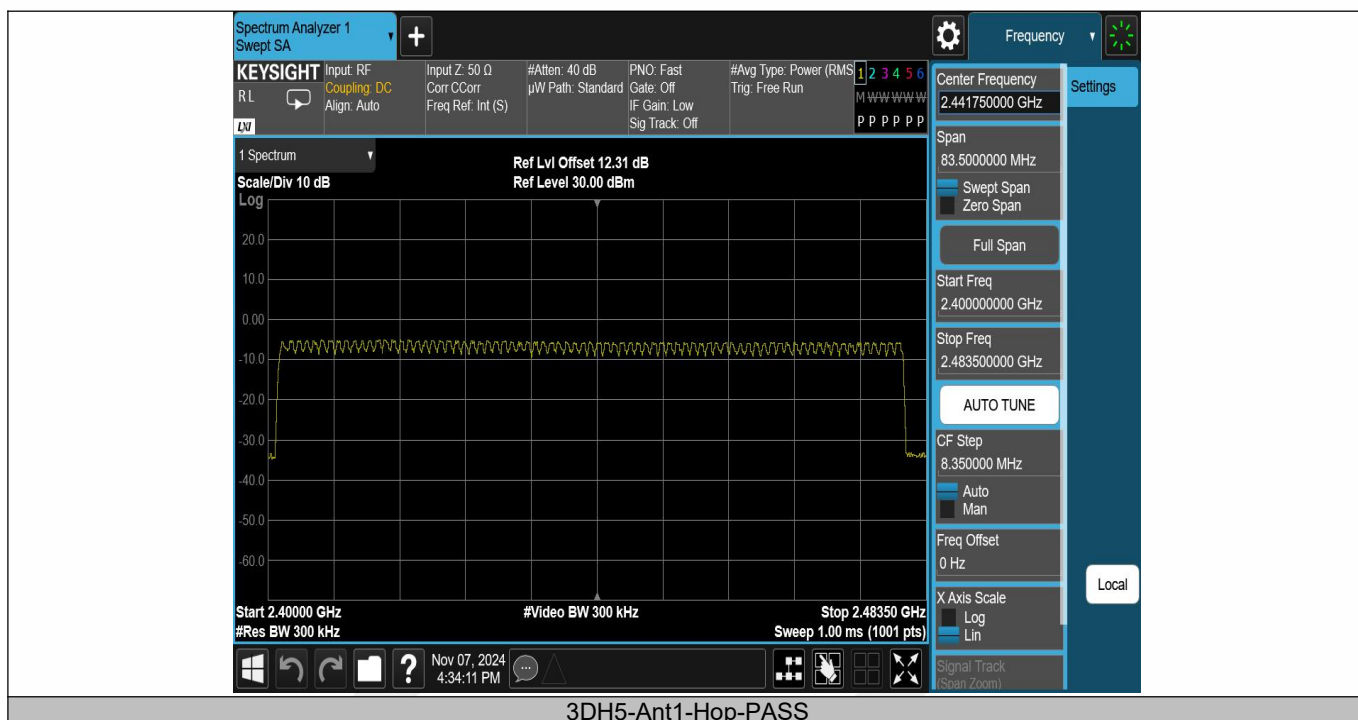 Spectrum Analyzer 1
Swept SA
+
Frequency
KEYSIGHT
R L
LXI
Input: RF
Coupling: DC
Align: Auto
Input Z: 50 Ω
Corr CCorr
Freq Ref: Int (S)
#Atten: 40 dB
µW Path: Standard
PNO: Fast
Gate: Off
IF Gain: Low
Sig Track: Off
#Avg Type: Power (RMS
Trig: Free Run
1 2 3 4 5 6
M W W W W W
P P P P P P
1 Spectrum
Scale/Div 10 dB
Log
Ref Lvl Offset 12.31 dB
Ref Level 30.00 dBm
20.0
10.0
0.00
-10.0
-20.0
-30.0
-40.0
-50.0
-60.0
Start 2.40000 GHz
#Res BW 300 kHz
#Video BW 300 kHz
Stop 2.48350 GHz
Sweep 1.00 ms (1001 pts)
Center Frequency
2.441750000 GHz
Settings
Span
83.5000000 MHz
Swept Span
Zero Span
Full Span
Start Freq
2.400000000 GHz
Stop Freq
2.483500000 GHz
AUTO TUNE
CF Step
8.350000 MHz
Auto
Man
Freq Offset
0 Hz
X Axis Scale
Log
Lin
Signal Track
(Span Zoom)
Local
?
Nov 07, 2024
4:34:11 PM
3DH5-Ant1-Hop-PASS